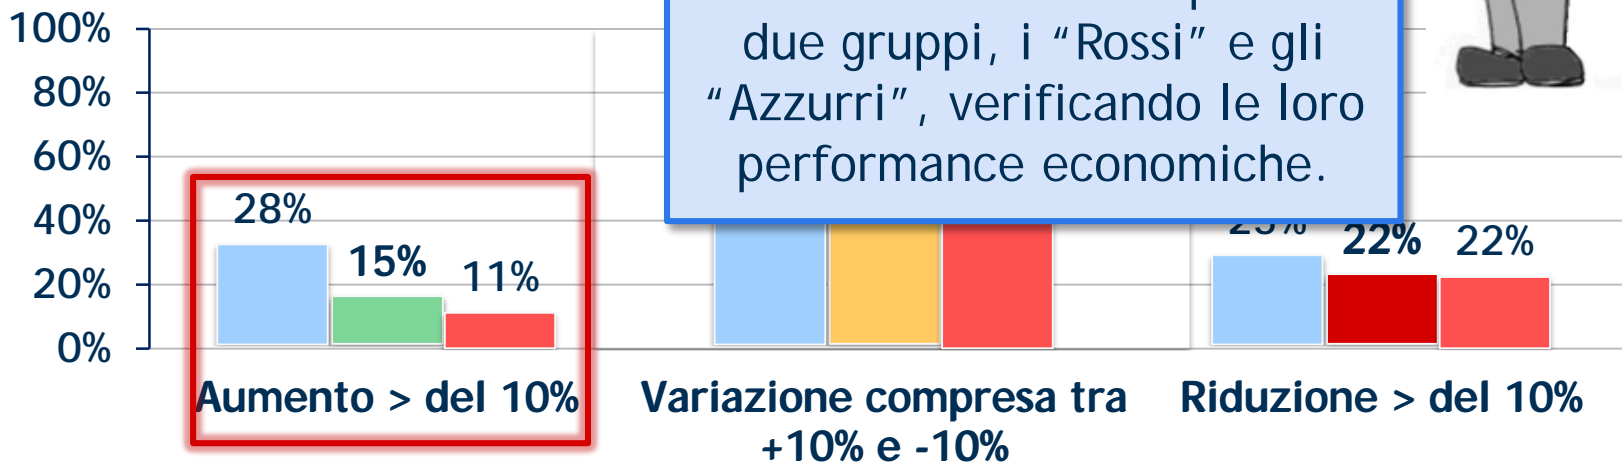 due gruppi, i “Rossi” e gli
“Azzurri”, verificando le loro
performance economiche.
100%
80%
60%
40%
20%
0%
28%
15%
11%
22%
22%
Aumento > del 10%
Variazione compresa tra
+10% e -10%
Riduzione > del 10%